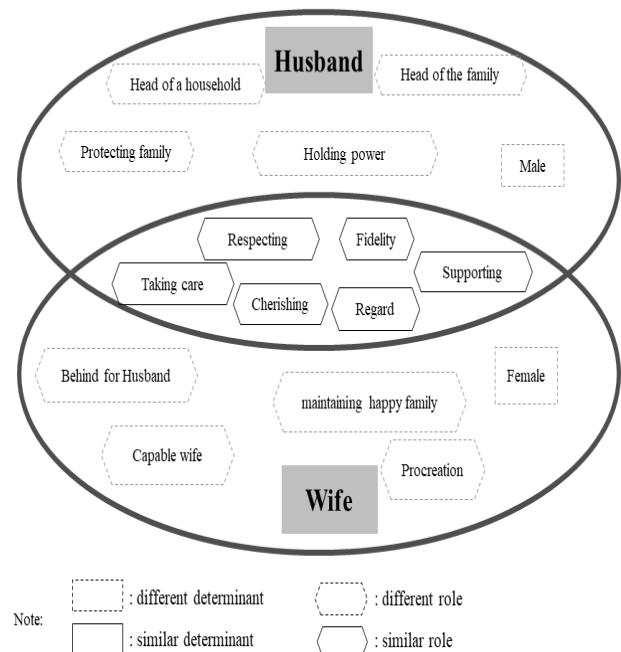 Husband
Head of a household
Head of the family
Protecting family
Holding power
Male
Respecting
Fidelity
Supporting
Taking care
Cherishing
Regard
Behind for Husband
maintaining happy family
Female
Capable wife
Procreation
Wife
Note:
: different determinant
: different role
: similar determinant
: similar role